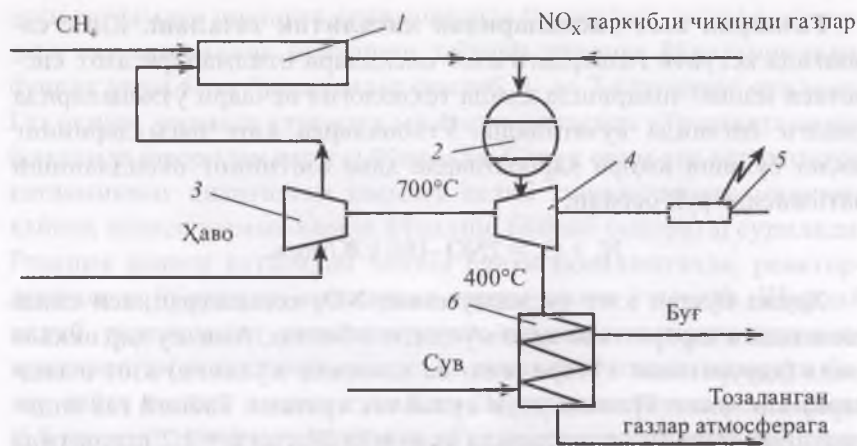 CH₄
1
NOₓ таркибли чиқинди газлар
2
3
700°C
4
5
Ҳаво
400°C
6
Буғ
Сув
Тозаланган
газлар атмосферага